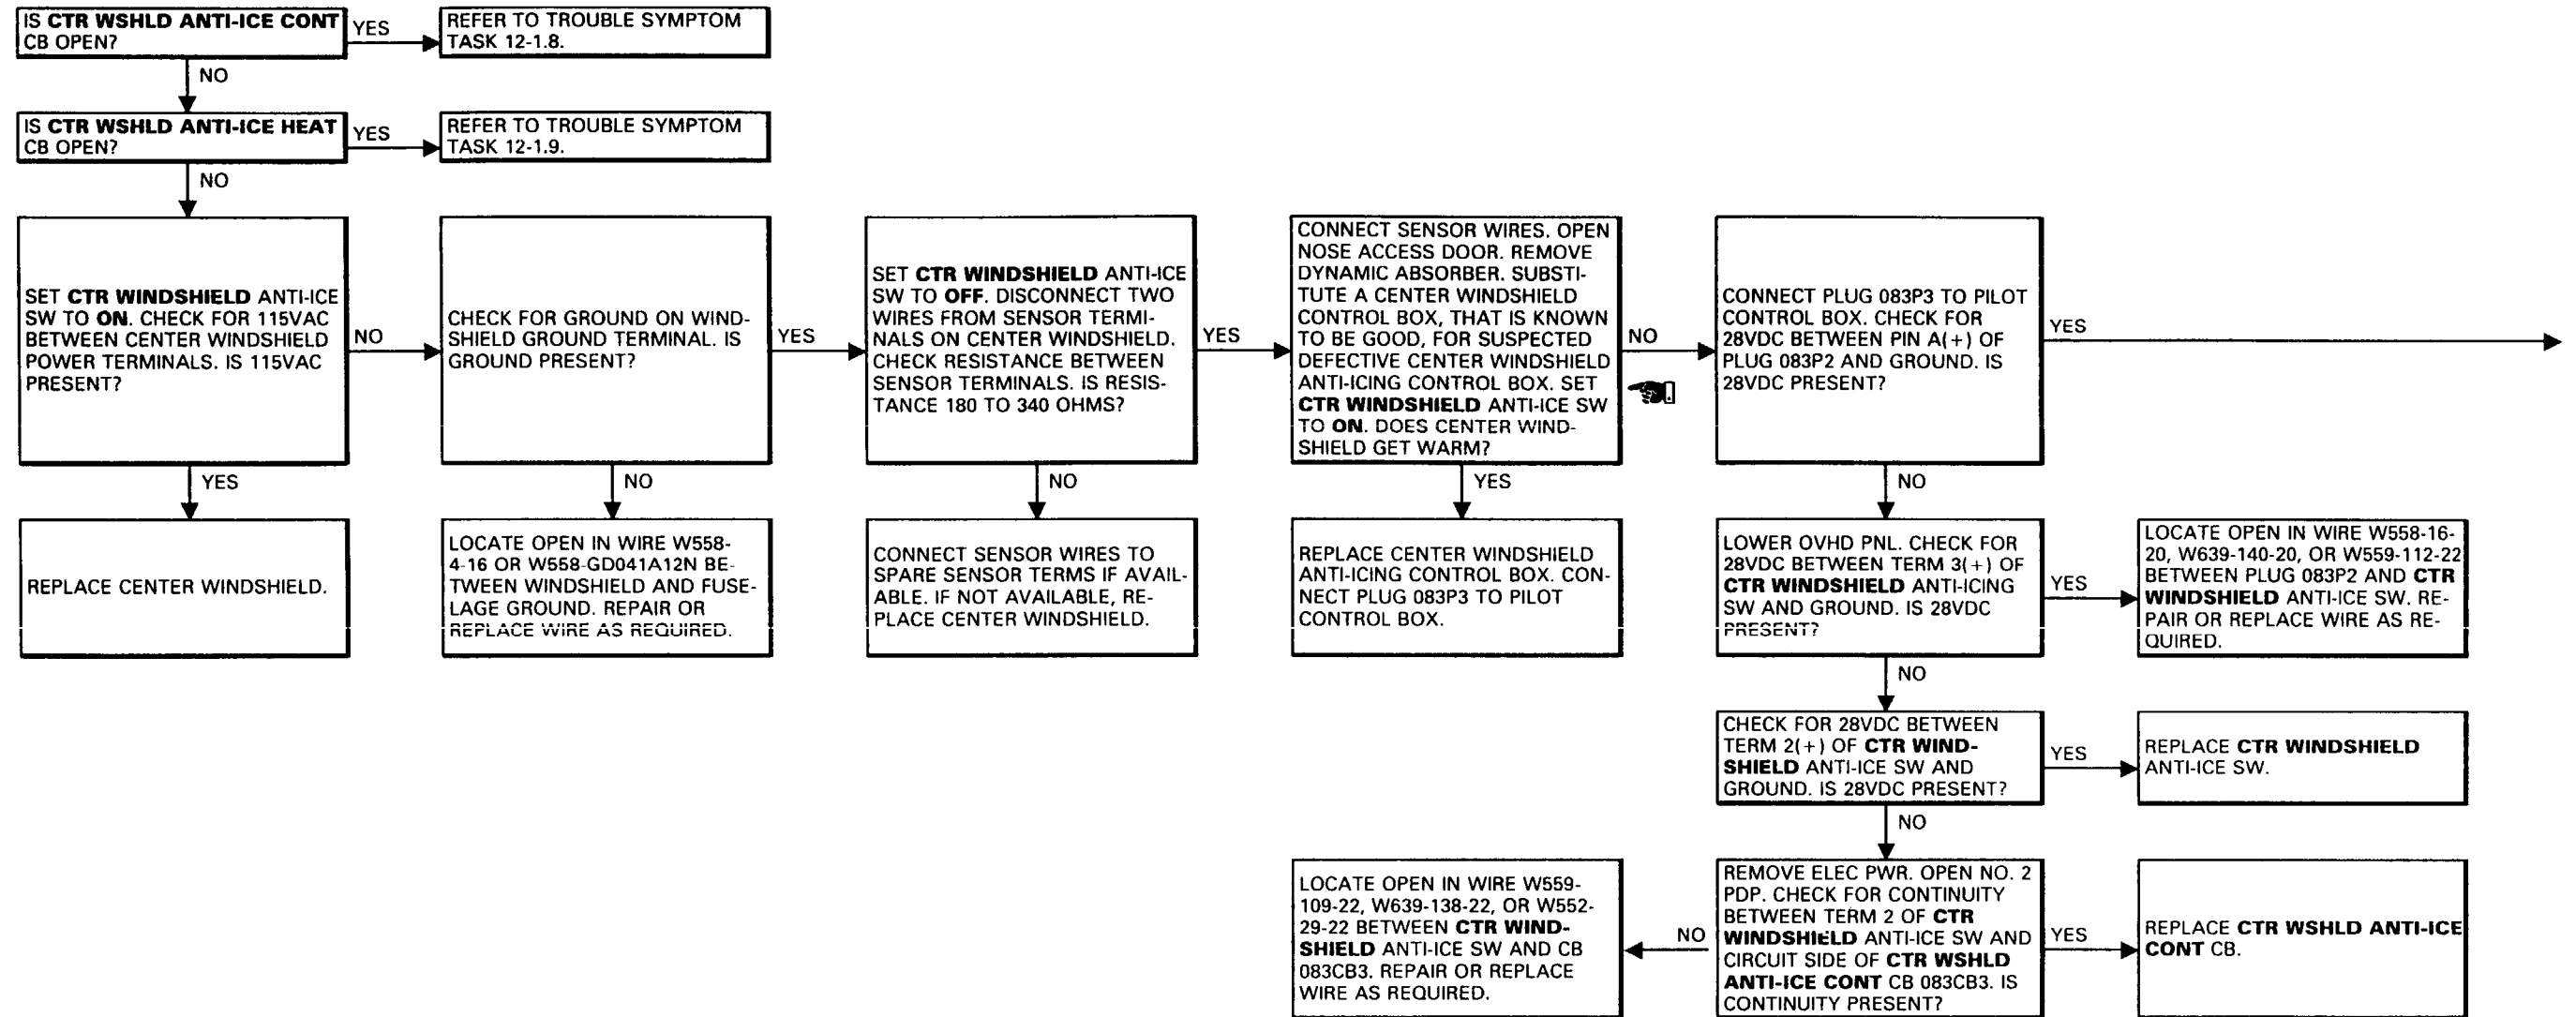 IS CTR WSHLD ANTI-ICE CONT
CB OPEN?
YES
REFER TO TROUBLE SYMPTOM
TASK 12-1.8.
NO
IS CTR WSHLD ANTI-ICE HEAT
CB OPEN?
YES
REFER TO TROUBLE SYMPTOM
TASK 12-1.9.
NO
SET CTR WINDSHIELD ANTI-ICE
SW TO ON. CHECK FOR 115VAC
BETWEEN CENTER WINDSHIELD
POWER TERMINALS. IS 115VAC
PRESENT?
NO
CHECK FOR GROUND ON WIND-
SHIELD GROUND TERMINAL. IS
GROUND PRESENT?
YES
SET CTR WINDSHIELD ANTI-ICE
SW TO OFF. DISCONNECT TWO
WIRES FROM SENSOR TERMI-
NALS ON CENTER WINDSHIELD.
CHECK RESISTANCE BETWEEN
SENSOR TERMINALS. IS RESIS-
TANCE 180 TO 340 OHMS?
YES
CONNECT SENSOR WIRES. OPEN
NOSE ACCESS DOOR. REMOVE
DYNAMIC ABSORBER. SUBSTI-
TUTE A CENTER WINDSHIELD
CONTROL BOX, THAT IS KNOWN
TO BE GOOD, FOR SUSPECTED
DEFECTIVE CENTER WINDSHIELD
ANTI-ICING CONTROL BOX. SET
CTR WINDSHIELD ANTI-ICE SW
TO ON. DOES CENTER WIND-
SHIELD GET WARM?
NO
CONNECT PLUG 083P3 TO PILOT
CONTROL BOX. CHECK FOR
28VDC BETWEEN PIN A(+) OF
PLUG 083P2 AND GROUND. IS
28VDC PRESENT?
YES
YES
NO
NO
YES
NO
REPLACE CENTER WINDSHIELD.
LOCATE OPEN IN WIRE W558-
4-16 OR W558-GD041A12N BE-
TWEEN WINDSHIELD AND FUSE-
LAGE GROUND. REPAIR OR
REPLACE WIRE AS REQUIRED.
CONNECT SENSOR WIRES TO
SPARE SENSOR TERMS IF AVAIL-
ABLE. IF NOT AVAILABLE, RE-
PLACE CENTER WINDSHIELD.
REPLACE CENTER WINDSHIELD
ANTI-ICING CONTROL BOX. CON-
NECT PLUG 083P3 TO PILOT
CONTROL BOX.
LOWER OVHD PNL. CHECK FOR
28VDC BETWEEN TERM 3(+) OF
CTR WINDSHIELD ANTI-ICING
SW AND GROUND. IS 28VDC
PRESENT?
YES
LOCATE OPEN IN WIRE W558-16-
20, W639-140-20, OR W559-112-22
BETWEEN PLUG 083P2 AND CTR
WINDSHIELD ANTI-ICE SW. RE-
PAIR OR REPLACE WIRE AS RE-
QUIRED.
NO
CHECK FOR 28VDC BETWEEN
TERM 2(+) OF CTR WIND-
SHIELD ANTI-ICE SW AND
GROUND. IS 28VDC PRESENT?
YES
REPLACE CTR WINDSHIELD
ANTI-ICE SW.
NO
LOCATE OPEN IN WIRE W559-
109-22, W639-138-22, OR W552-
29-22 BETWEEN CTR WIND-
SHIELD ANTI-ICE SW AND CB
083CB3. REPAIR OR REPLACE
WIRE AS REQUIRED.
NO
REMOVE ELEC PWR. OPEN NO. 2
PDP. CHECK FOR CONTINUITY
BETWEEN TERM 2 OF CTR
WINDSHIELD ANTI-ICE SW AND
CIRCUIT SIDE OF CTR WSHLD
ANTI-ICE CONT CB 083CB3. IS
CONTINUITY PRESENT?
YES
REPLACE CTR WSHLD ANTI-ICE
CONT CB.